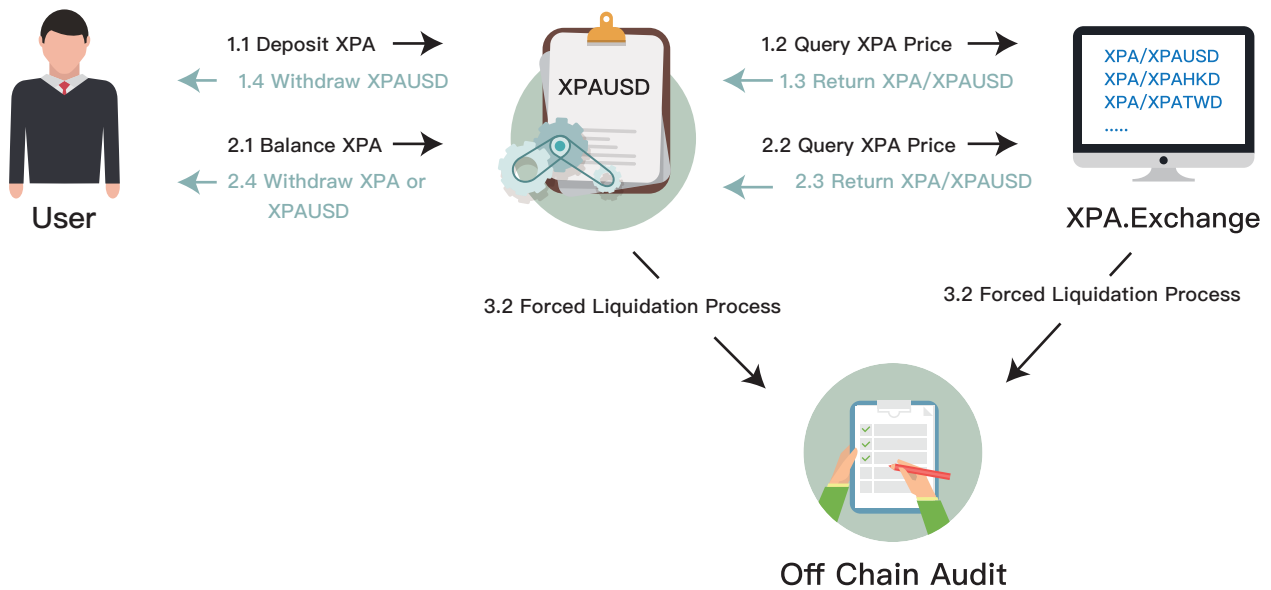 1.1 Deposit XPA
1.4 Withdraw XPAUSD
2.1 Balance XPA
2.4 Withdraw XPA or
XPAUSD
User
XPAUSD
1.2 Query XPA Price
1.3 Return XPA/XPAUSD
2.2 Query XPA Price
2.3 Return XPA/XPAUSD
XPA/XPAUSD
XPA/XPAHKD
XPA/XPATWD
.....
XPA.Exchange
3.2 Forced Liquidation Process
3.2 Forced Liquidation Process
Off Chain Audit